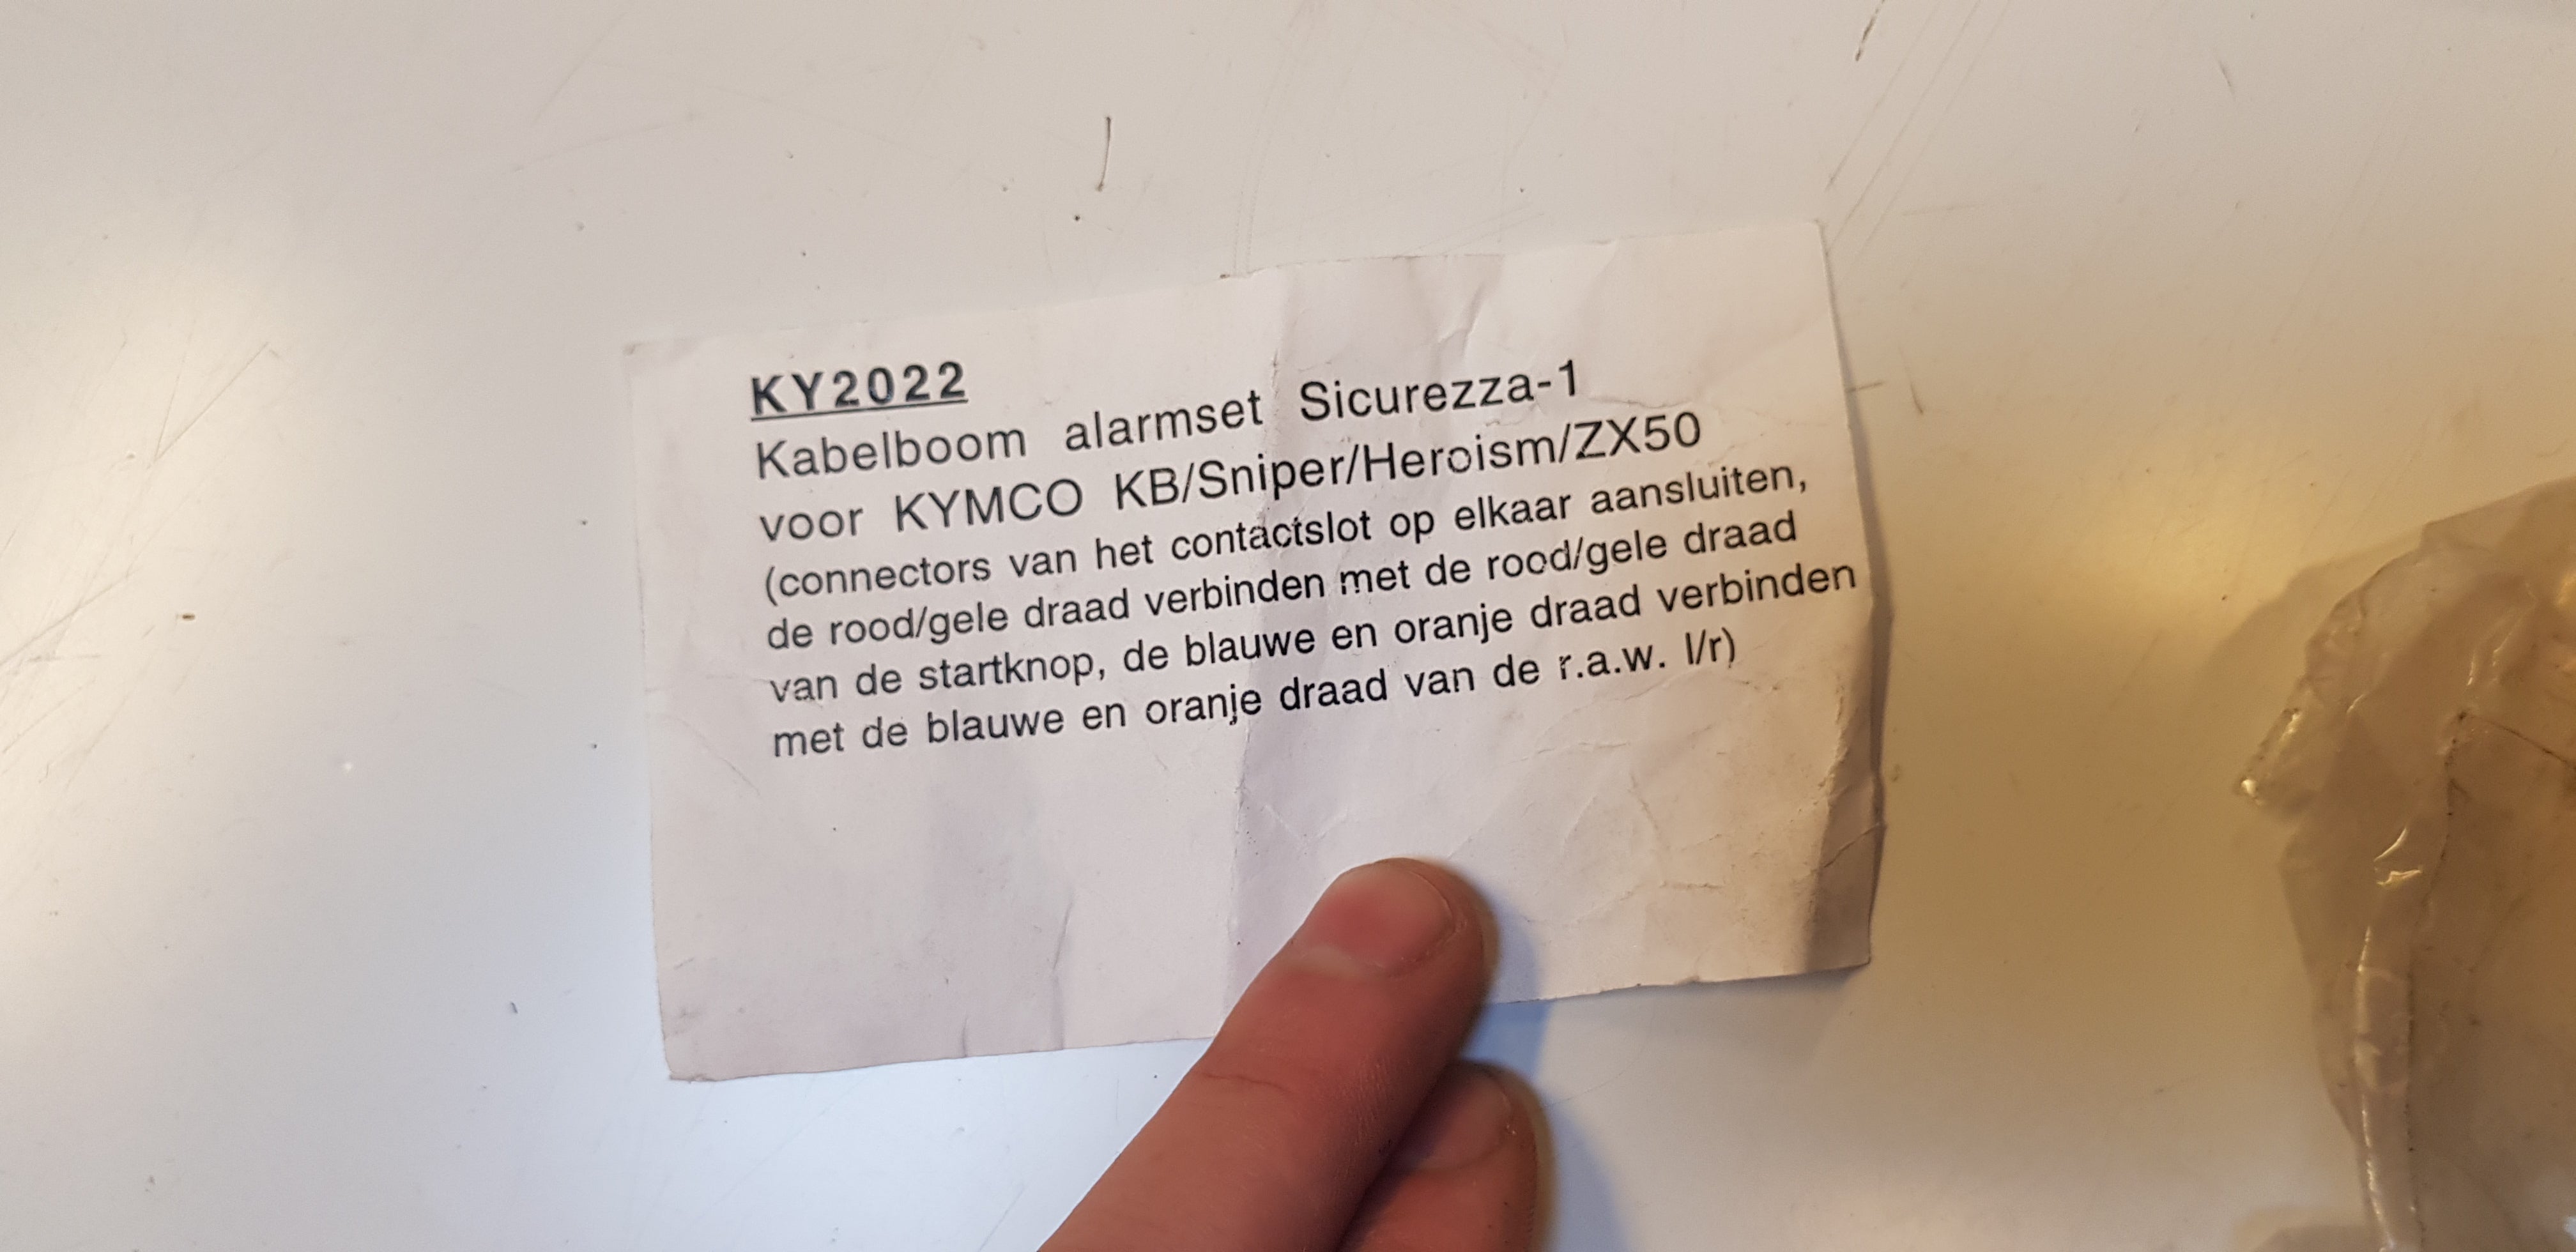 KY2022
Kabelboom alarmset Sicurezza-1
voor KYMCO KB/Sniper/Heroism/ZX50
(connectors van het contactslot op elkaar aansluiten,
de rood/gele draad verbinden met de rood/gele draad
van de startknop, de blauwe en oranje draad verbinden
met de blauwe en oranje draad van de r.a.w. l/r)